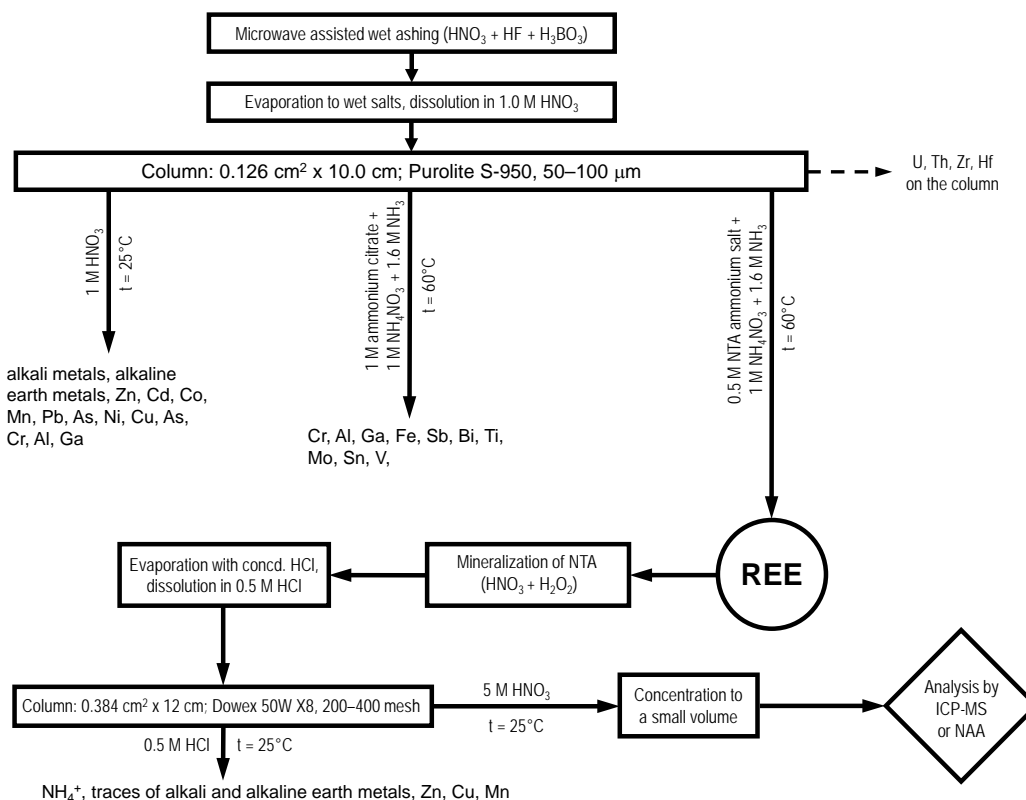 Microwave assisted wet ashing (HNO₃ + HF + H₃BO₃)
Evaporation to wet salts, dissolution in 1.0 M HNO₃
Column: 0.126 cm² x 10.0 cm; Purolite S-950, 50–100 μm
U, Th, Zr, Hf
on the column
1 M HNO₃
t = 25°C
1 M ammonium citrate +
1 M NH₄NO₃ + 1.6 M NH₃
t = 60°C
0.5 M NTA ammonium salt +
1 M NH₄NO₃ + 1.6 M NH₃
t = 60°C
alkali metals, alkaline
earth metals, Zn, Cd, Co,
Mn, Pb, As, Ni, Cu, As,
Cr, Al, Ga
Cr, Al, Ga, Fe, Sb, Bi, Ti,
Mo, Sn, V,
REE
Mineralization of NTA
(HNO₃ + H₂O₂)
Evaporation with concd. HCl,
dissolution in 0.5 M HCl
Column: 0.384 cm² x 12 cm; Dowex 50W X8, 200–400 mesh
5 M HNO₃
t = 25°C
Concentration to
a small volume
Analysis by
ICP-MS
or NAA
0.5 M HCl
t = 25°C
NH₄⁺, traces of alkali and alkaline earth metals, Zn, Cu, Mn